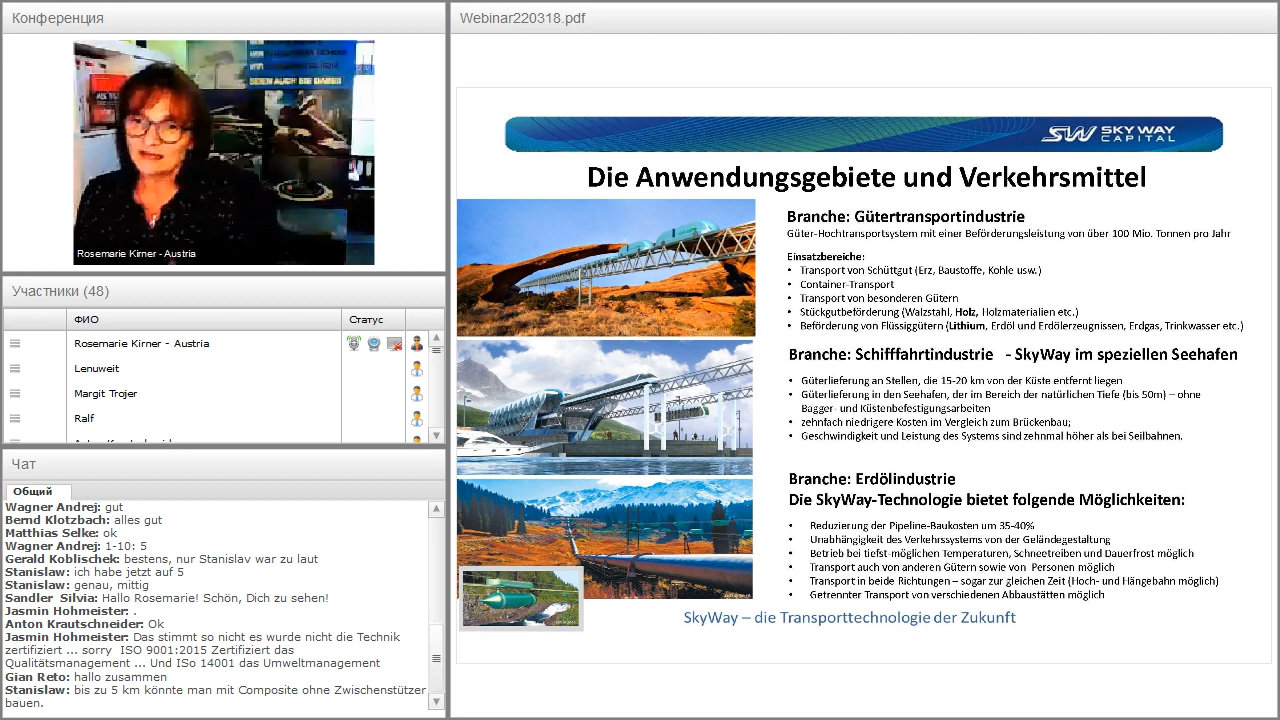 Конференция
SEIEN AUCH SIE DABEI
Rosemarie Kirner - Austria
Участники (48)
ФИО
Статус
Rosemarie Kirner - Austria
Lenuweit
Margit Trojer
Ralf
Чат
Общий
Wagner Andrej: gut
Bernd Klotzbach: alles gut
Matthias Selke: ok
Wagner Andrej: 1-10: 5
Gerald Koblischek: bestens, nur Stanislav war zu laut
Stanislaw: ich habe jetzt auf 5
Stanislaw: genau, mittig
Sandler Silvia: Hallo Rosemarie! Schön, Dich zu sehen!
Jasmin Hohmeister: .
Anton Krautschneider: Ok
Jasmin Hohmeister: Das stimmt so nicht es wurde nicht die Technik
zertifiziert ... sorry ISO 9001:2015 Zertifiziert das
Qualitätsmanagement ... Und iSo 14001 das Umweltmanagement
Gian Reto: hallo zusammen
Stanislaw: bis zu 5 km könnte man mit Composite ohne Zwischenstützer
bauen.
Webinar220318.pdf
SW SKY WAY
CAPITAL
Die Anwendungsgebiete und Verkehrsmittel
Branche: Gütertransportindustrie
Güter-Hochtransportsystem mit einer Beförderungsleistung von über 100 Mio. Tonnen pro Jahr
Einsatzbereiche:
• Transport von Schüttgut (Erz, Baustoffe, Kohle usw.)
• Container-Transport
• Transport von besonderen Gütern
• Stückgutbeförderung (Walzstahl, Holz, Holzmaterialien etc.)
• Beförderung von Flüssiggütern (Lithium, Erdöl und Erdölerzeugnissen, EA gas, Trinkwasser etc.)
Branche: Schifffahrtindustrie - SkyWay im speziellen Seehafen
• Güterlieferung an Stellen, die 15-20 km von der Küste entfernt liegen
• Güterlieferung in den Seehafen, der im Bereich der natürlichen Tiefe (bis 50m) – ohne
Bagger- und Küstenbefestigungsarbeiten
• zehnfach niedrigere Kosten im Vergleich zum Brückenbau;
• Geschwindigkeit und Leistung des Systems sind zehnmal höher als bei Seilbahnen.
Branche: Erdölindustrie
Die SkyWay-Technologie bietet folgende Möglichkeiten:
• Reduzierung der Pipeline-Baukosten um 35-40%
• Unabhängigkeit des Verkehrssystems von der Geländegestaltung
• Betrieb bei tiefst-möglichen Temperaturen, Schneetreiben und Dauerfrost möglich
• Transport auch von anderen Gütern sowie von Personen möglich
• Transport in beide Richtungen – sogar zur gleichen Zeit (Hoch- und Hängebahn möglich)
• Getrennter Transport von verschiedenen Abbaustätten möglich
SkyWay – die Transporttechnologie der Zukunft